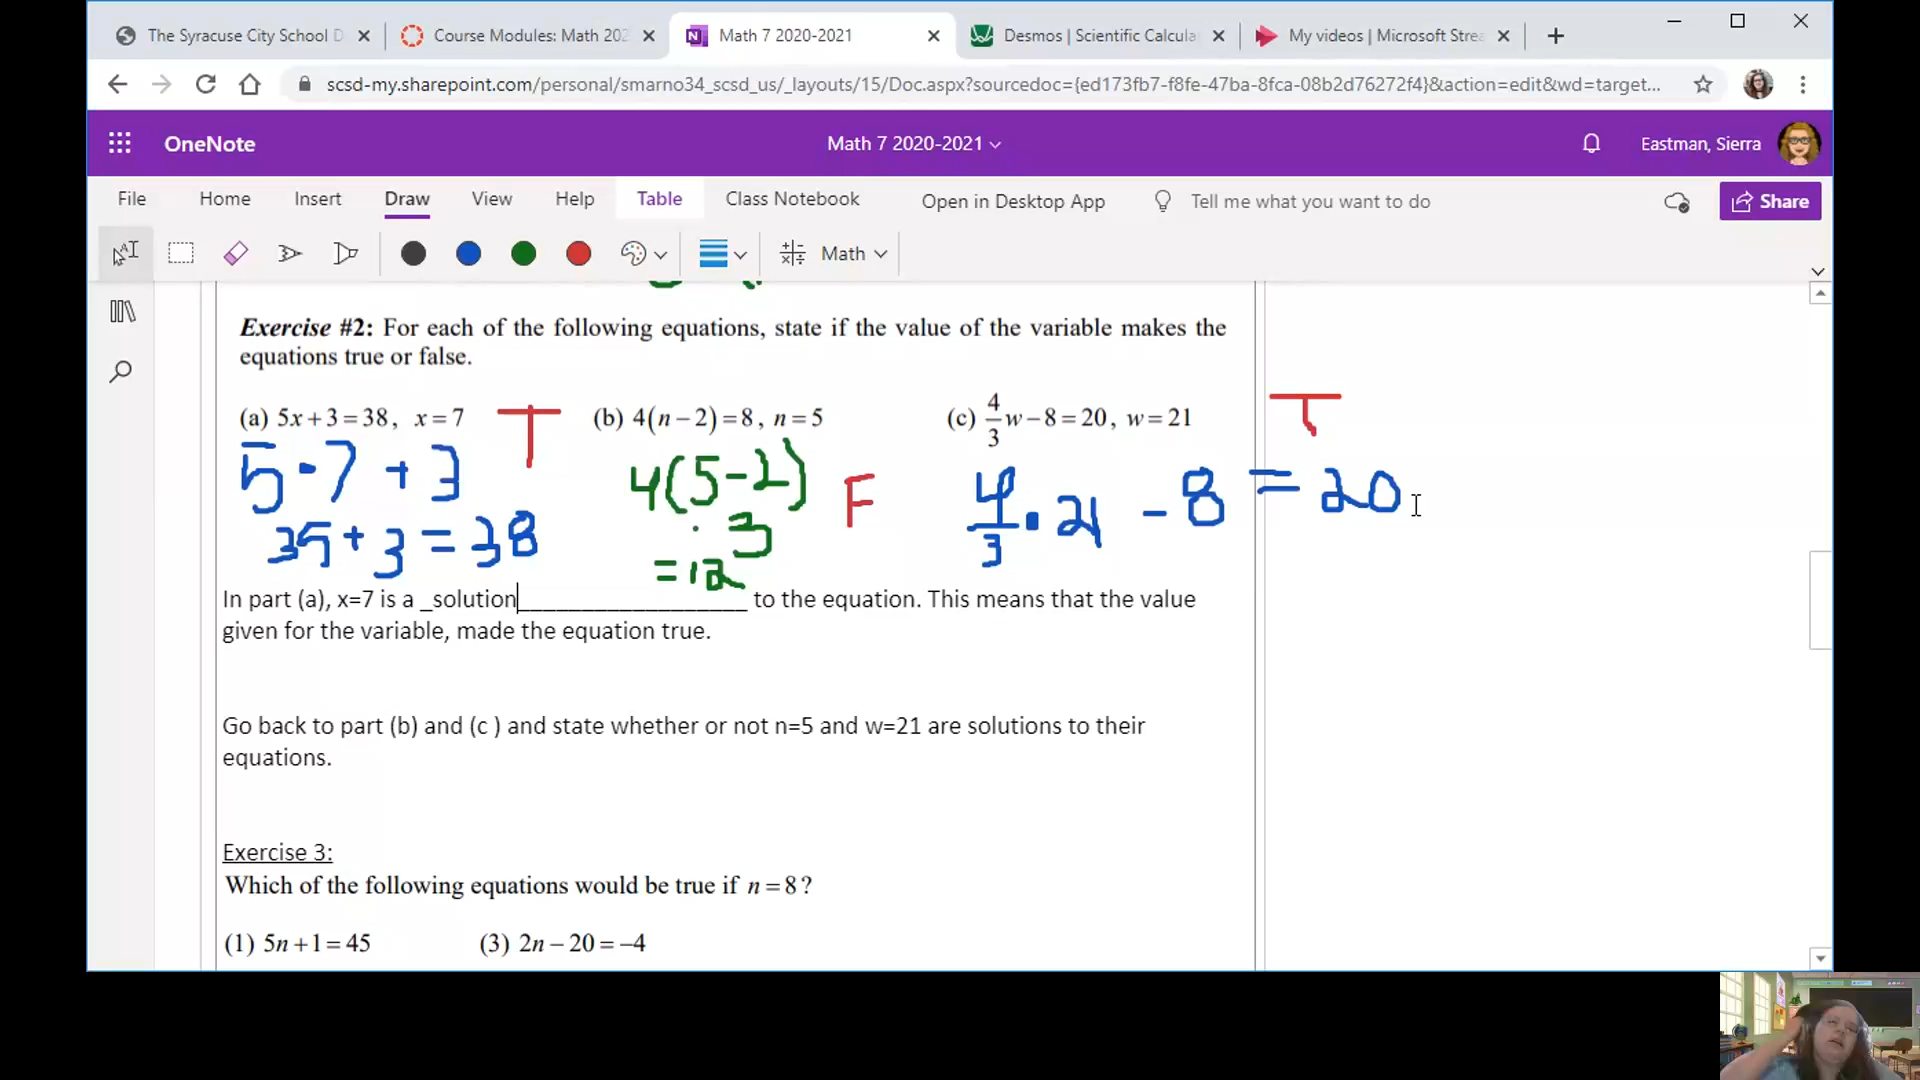 The Syracuse City School D
Course Modules: Math 202
Math 7 2020-2021
Desmos | Scientific Calcula
My videos | Microsoft Strea
scsd-my.sharepoint.com/personal/smarno34_scsd_us/_layouts/15/Doc.aspx?sourcedoc={ed173fb7-f8fe-47ba-8fca-08b2d76272f4}&action=edit&wd=target...
OneNote
Math 7 2020-2021
Eastman, Sierra
File Home Insert Draw View Help Table Class Notebook Open in Desktop App Tell me what you want to do Share
Math
Exercise #2: For each of the following equations, state if the value of the variable makes the
equations true or false.
(a) 5x+3=38, x=7 T (b) 4(n−2)=8, n=5 (c) 4/3 w−8=20, w=21 T
5·7 + 3 4(5-2) F 4/3 · 21 - 8 = 20
35 + 3 = 38 · 3
= 12
In part (a), x=7 is a _solution__________________ to the equation. This means that the value
given for the variable, made the equation true.
Go back to part (b) and (c ) and state whether or not n=5 and w=21 are solutions to their
equations.
Exercise 3:
Which of the following equations would be true if n=8?
(1) 5n+1=45 (3) 2n−20=−4